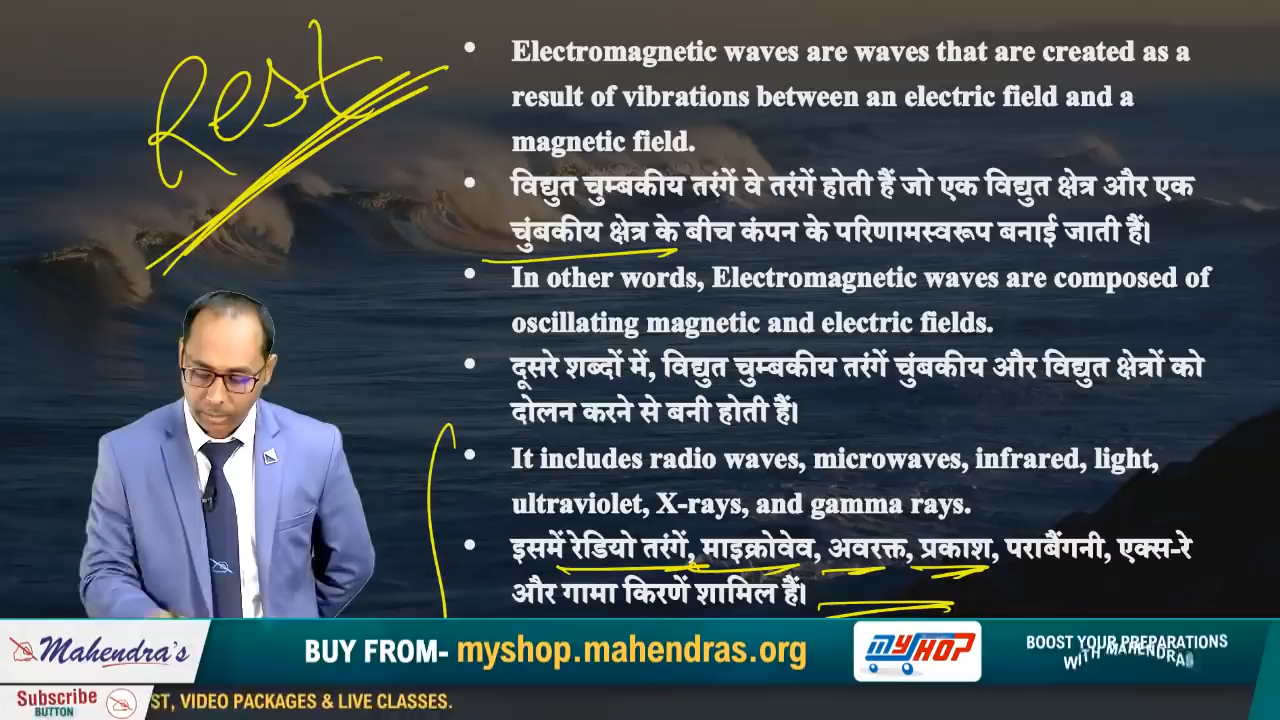 Rest
• Electromagnetic waves are waves that are created as a
result of vibrations between an electric field and a
magnetic field.
• विद्युत चुम्बकीय तरंगें वे तरंगें होती हैं जो एक विद्युत क्षेत्र और एक
चुंबकीय क्षेत्र के बीच कंपन के परिणामस्वरूप बनाई जाती हैं।
• In other words, Electromagnetic waves are composed of
oscillating magnetic and electric fields.
• दूसरे शब्दों में, विद्युत चुम्बकीय तरंगें चुंबकीय और विद्युत क्षेत्रों को
दोलन करने से बनी होती हैं।
• It includes radio waves, microwaves, infrared, light,
ultraviolet, X-rays, and gamma rays.
• इसमें रेडियो तरंगें, माइक्रोवेव, अवरक्त, प्रकाश, पराबैंगनी, एक्स-रे
और गामा किरणें शामिल हैं।
Mahendra's
BUY FROM- myshop.mahendras.org
MY SHOP
BOOST YOUR PREPARATIONS
WITH MAHENDRA
Subscribe
BUTTON
ST, VIDEO PACKAGES & LIVE CLASSES.